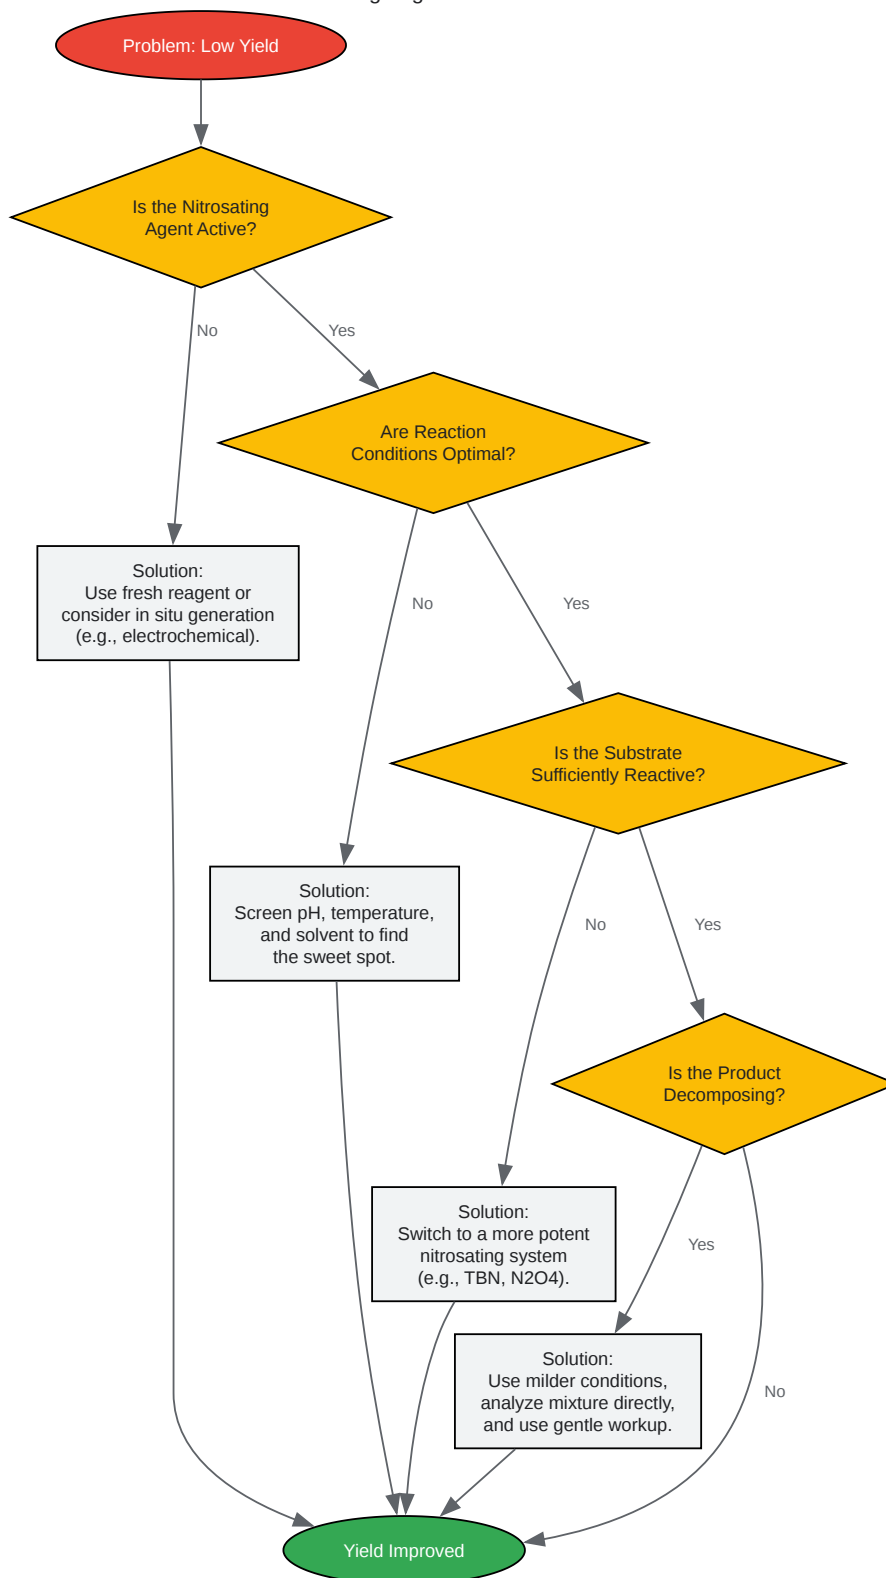 Problem: Low Yield
Is the Nitrosating
Agent Active?
No
Yes
Are Reaction
Conditions Optimal?
Solution:
Use fresh reagent or
consider in situ generation
(e.g., electrochemical).
No
Yes
Is the Substrate
Sufficiently Reactive?
Solution:
Screen pH, temperature,
and solvent to find
the sweet spot.
No
Yes
Is the Product
Decomposing?
Solution:
Switch to a more potent
nitrosating system
(e.g., TBN, N2O4).
Yes
Solution:
Use milder conditions,
analyze mixture directly,
and use gentle workup.
No
Yield Improved